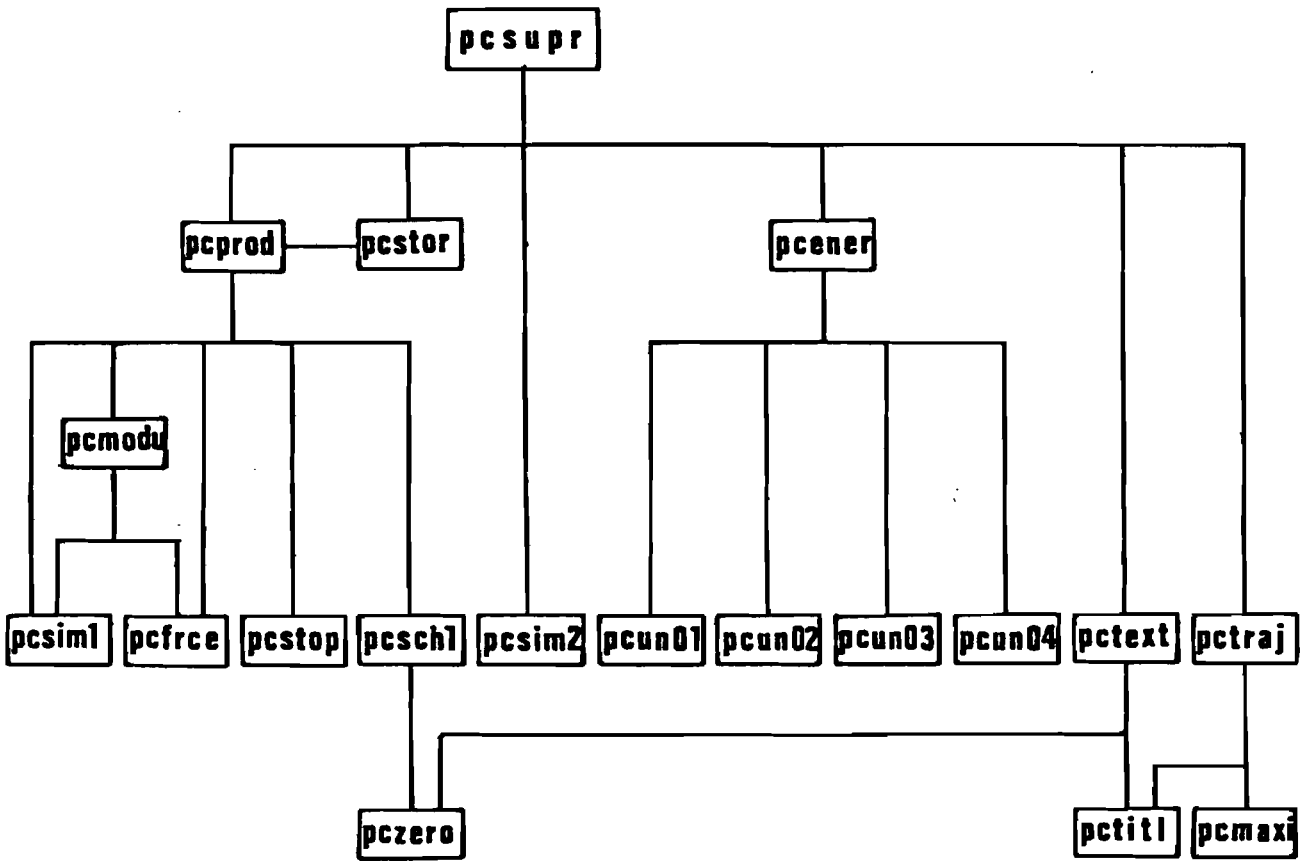 pcsupr
pcprod
pcstor
pcener
pcmodu
pcsim1
pcfrce
pcstop
pcsch1
pcsim2
pcun01
pcun02
pcun03
pcun04
pctext
pctraj
pczero
pctitl
pcmaxi